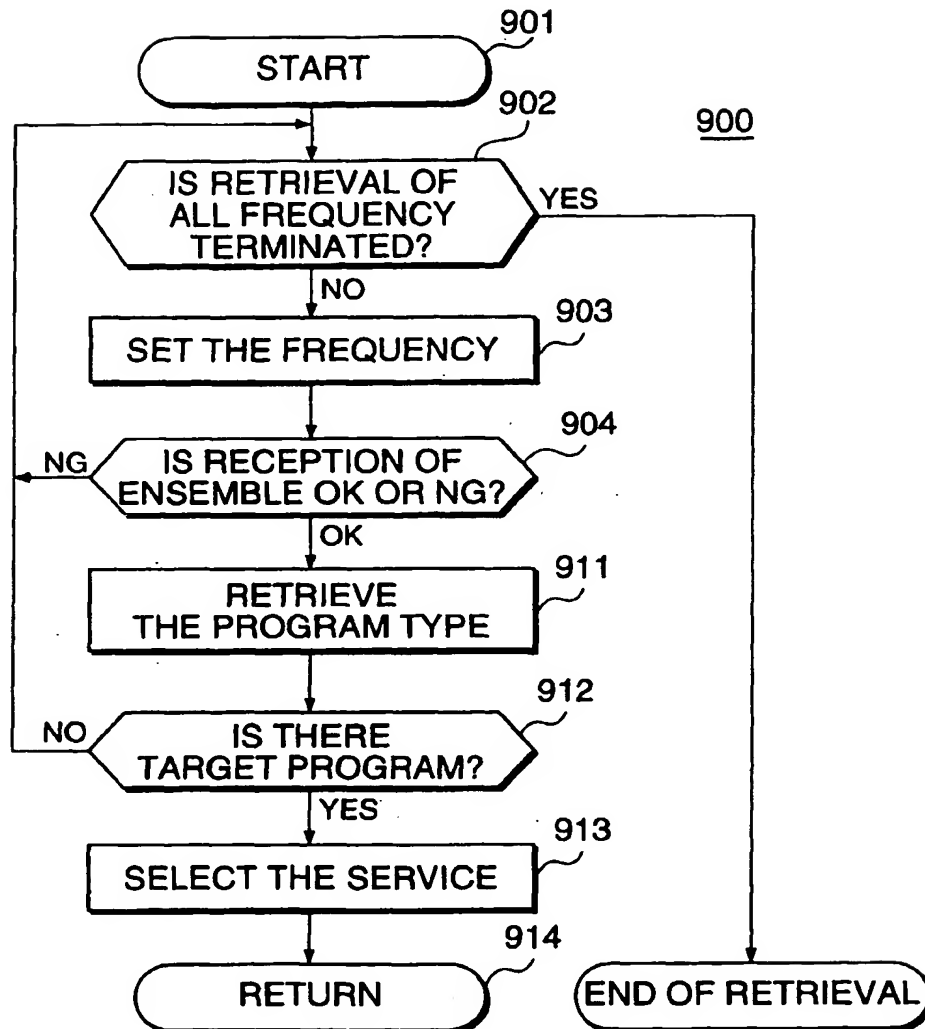 901
START
902
900
IS RETRIEVAL OF
ALL FREQUENCY
TERMINATED?
YES
NO
903
SET THE FREQUENCY
904
NG
IS RECEPTION OF
ENSEMBLE OK OR NG?
OK
911
RETRIEVE
THE PROGRAM TYPE
912
NO
IS THERE
TARGET PROGRAM?
YES
913
SELECT THE SERVICE
914
RETURN
END OF RETRIEVAL